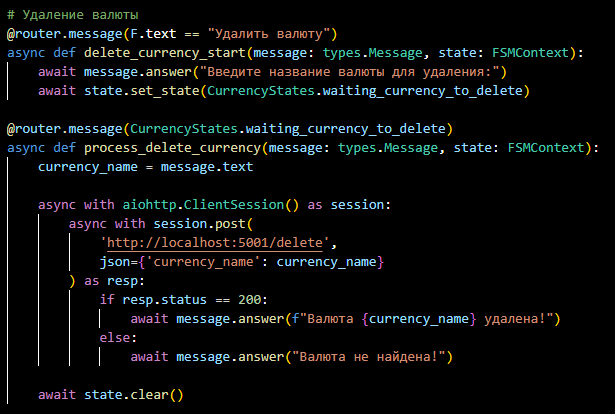 # Удаление валюты
@router.message(F.text == "Удалить валюту")
async def delete_currency_start(message: types.Message, state: FSMContext):
    await message.answer("Введите название валюты для удаления:")
    await state.set_state(CurrencyStates.waiting_currency_to_delete)

@router.message(CurrencyStates.waiting_currency_to_delete)
async def process_delete_currency(message: types.Message, state: FSMContext):
    currency_name = message.text

    async with aiohttp.ClientSession() as session:
        async with session.post(
            'http://localhost:5001/delete',
            json={'currency_name': currency_name}
        ) as resp:
            if resp.status == 200:
                await message.answer(f"Валюта {currency_name} удалена!")
            else:
                await message.answer("Валюта не найдена!")

    await state.clear()